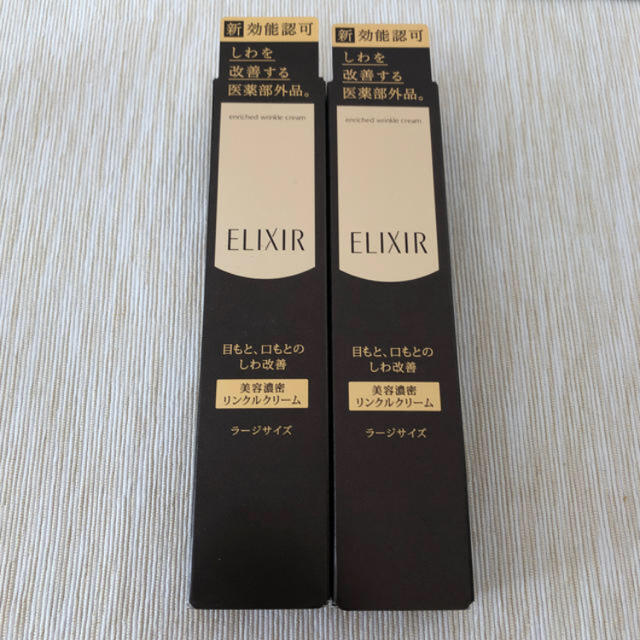 新 効能認可
しわを
改善する
医薬部外品。
enriched wrinkle cream
ELIXIR
目もと、口もとの
しわ改善
美容濃密
リンクルクリーム
ラージサイズ
新 効能認可
しわを
改善する
医薬部外品。
enriched wrinkle cream
ELIXIR
目もと、口もとの
しわ改善
美容濃密
リンクルクリーム
ラージサイズ